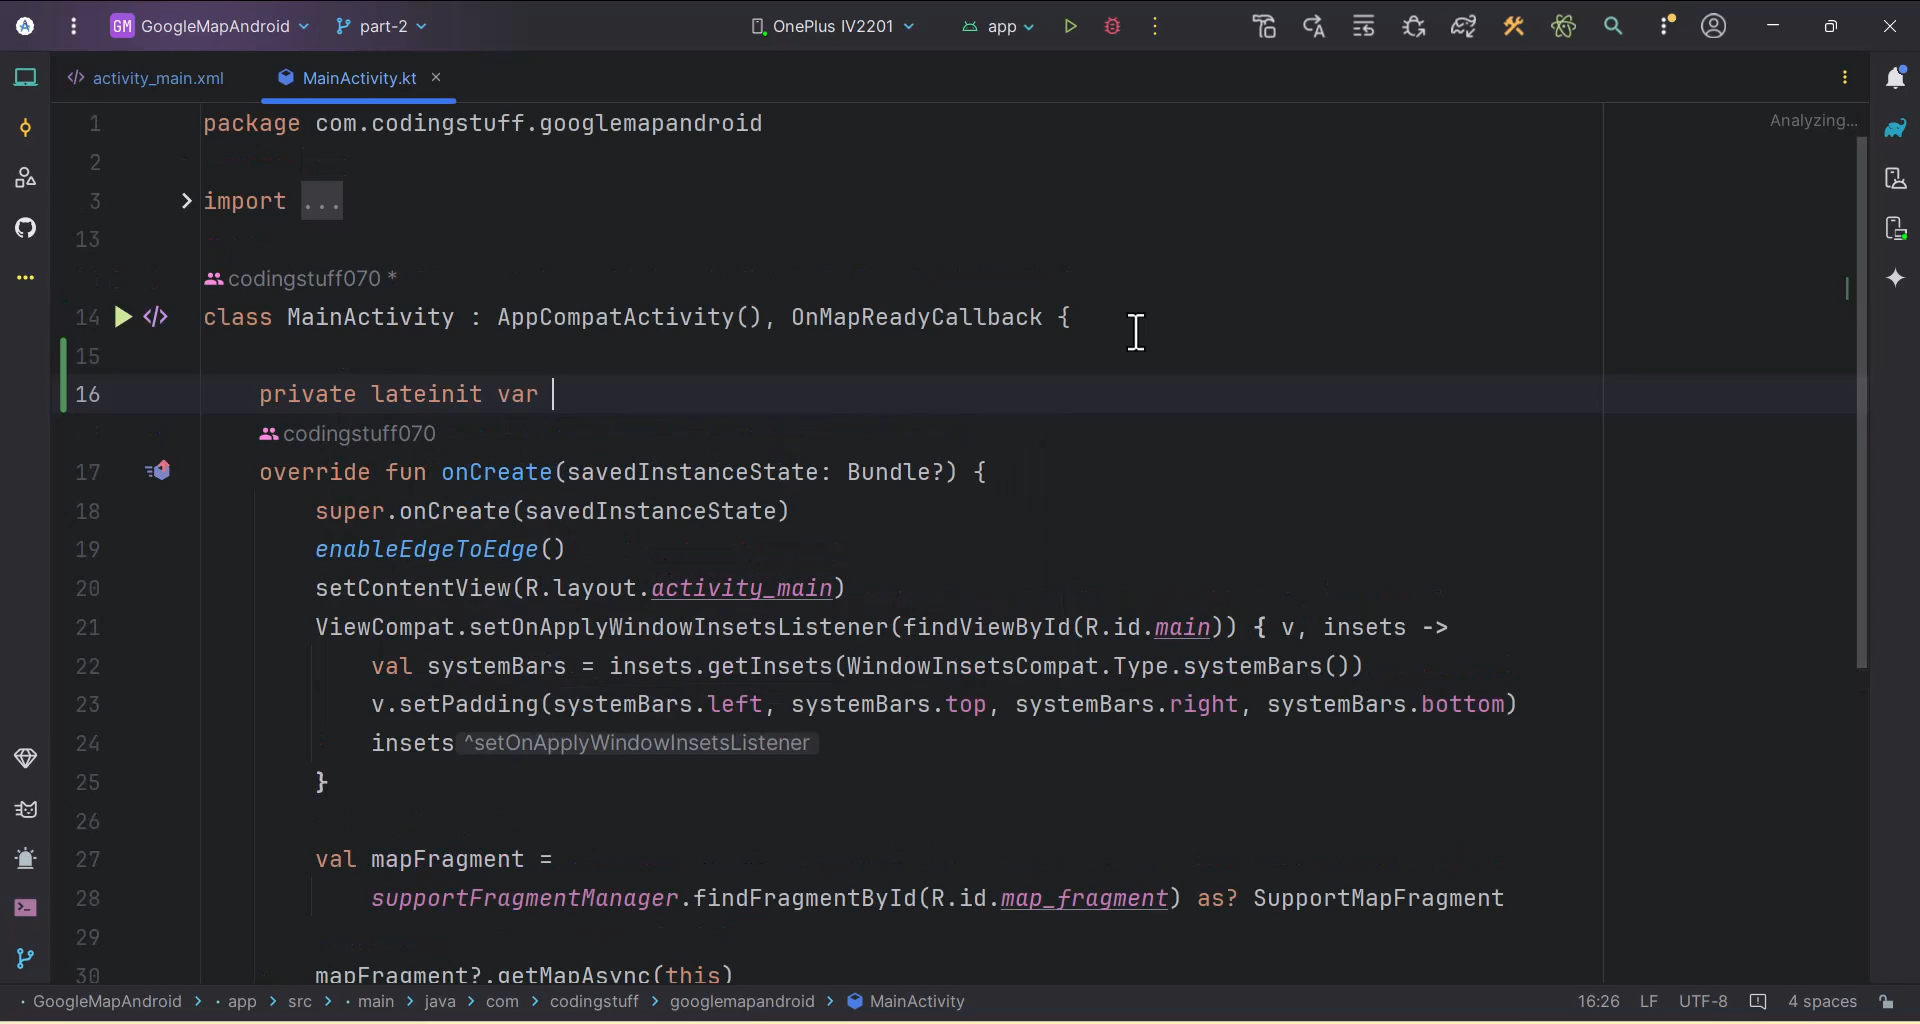 GM GoogleMapAndroid part-2 OnePlus IV2201 app
activity_main.xml MainActivity.kt
1 package com.codingstuff.googlemapandroid Analyzing...
2
3 import ...
13
codingstuff070 *
14 class MainActivity : AppCompatActivity(), OnMapReadyCallback {
15
16 private lateinit var
codingstuff070
17 override fun onCreate(savedInstanceState: Bundle?) {
18 super.onCreate(savedInstanceState)
19 enableEdgeToEdge()
20 setContentView(R.layout.activity_main)
21 ViewCompat.setOnApplyWindowInsetsListener(findViewById(R.id.main)) { v, insets ->
22 val systemBars = insets.getInsets(WindowInsetsCompat.Type.systemBars())
23 v.setPadding(systemBars.left, systemBars.top, systemBars.right, systemBars.bottom)
24 insets ^setOnApplyWindowInsetsListener
25 }
26
27 val mapFragment =
28 supportFragmentManager.findFragmentById(R.id.map_fragment) as? SupportMapFragment
29
30 mapFragment?.getMapAsync(this)
GoogleMapAndroid > app > src > main > java > com > codingstuff > googlemapandroid > MainActivity 16:26 LF UTF-8 4 spaces